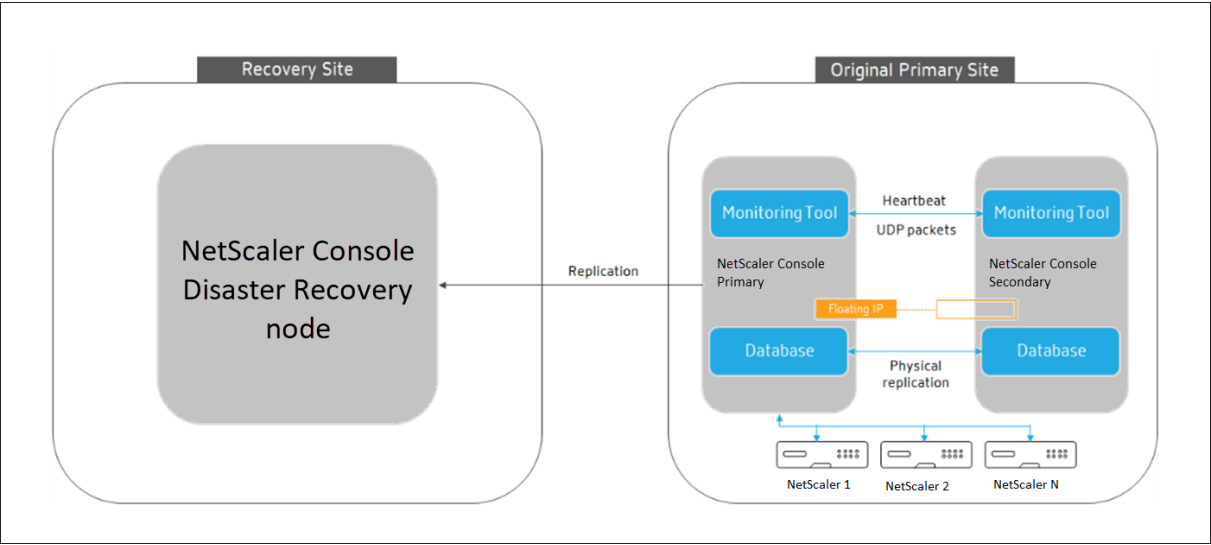 Recovery Site
Original Primary Site
NetScaler Console
Disaster Recovery
node
Replication
Monitoring Tool
Heartbeat
UDP packets
Monitoring Tool
NetScaler Console
Primary
NetScaler Console
Secondary
Floating IP
Database
Physical
replication
Database
NetScaler 1
NetScaler 2
NetScaler N